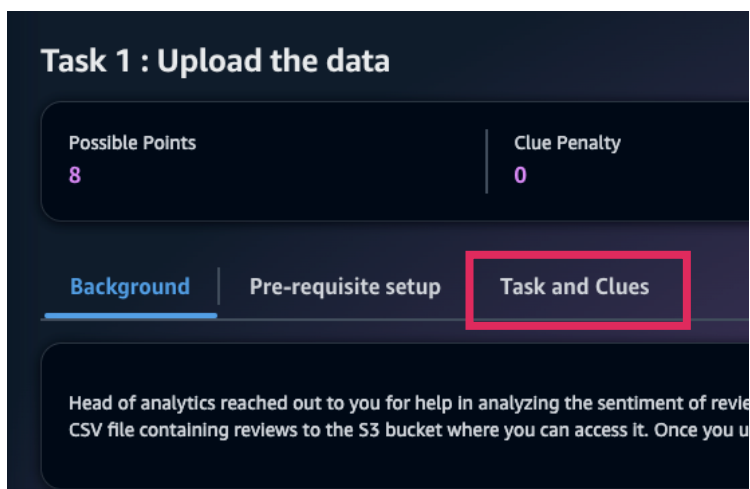 Task 1 : Upload the data
Possible Points
8
Clue Penalty
0
Background
Pre-requisite setup
Task and Clues
Head of analytics reached out to you for help in analyzing the sentiment of
CSV file containing reviews to the S3 bucket where you can access it. Once you